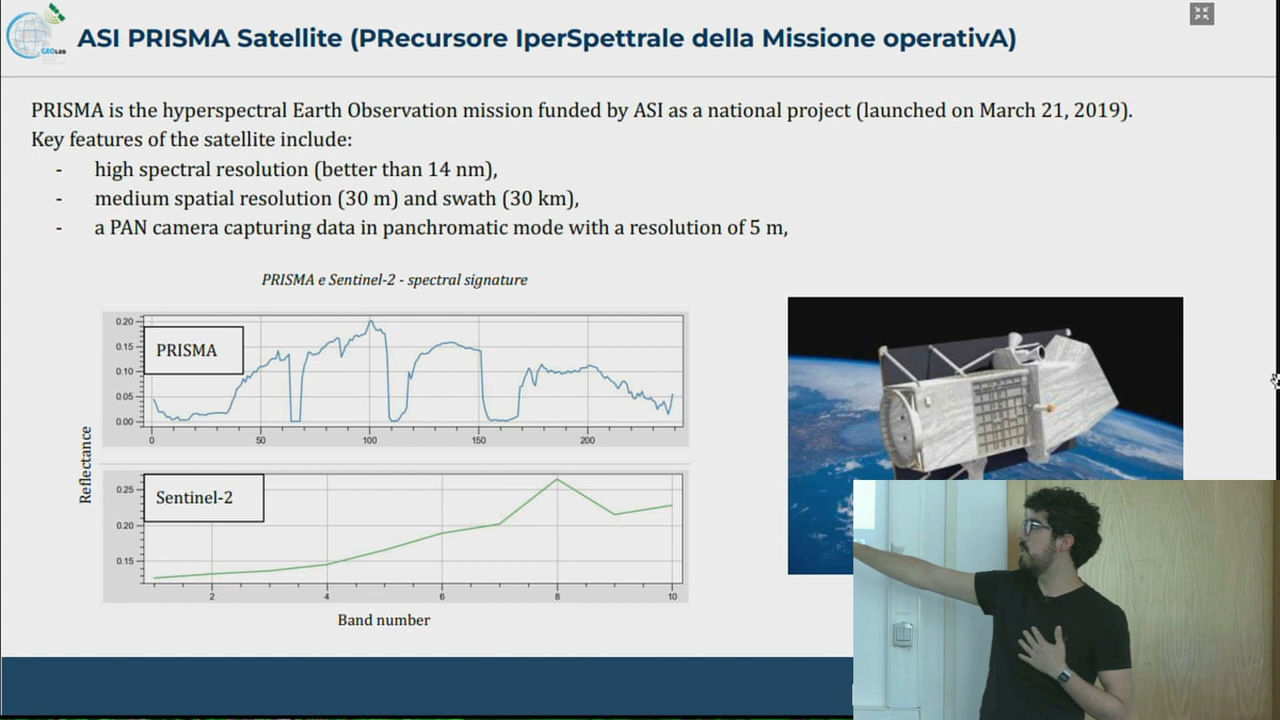 GEOLab
ASI PRISMA Satellite (PRecursore IperSpettrale della Missione operativA)
PRISMA is the hyperspectral Earth Observation mission funded by ASI as a national project (launched on March 21, 2019).
Key features of the satellite include:
- high spectral resolution (better than 14 nm),
- medium spatial resolution (30 m) and swath (30 km),
- a PAN camera capturing data in panchromatic mode with a resolution of 5 m,
PRISMA e Sentinel-2 - spectral signature
PRISMA
0.20
0.15
0.10
0.05
0.00
0 50 100 150 200
Reflectance
Sentinel-2
0.25
0.20
0.15
2 4 6 8 10
Band number